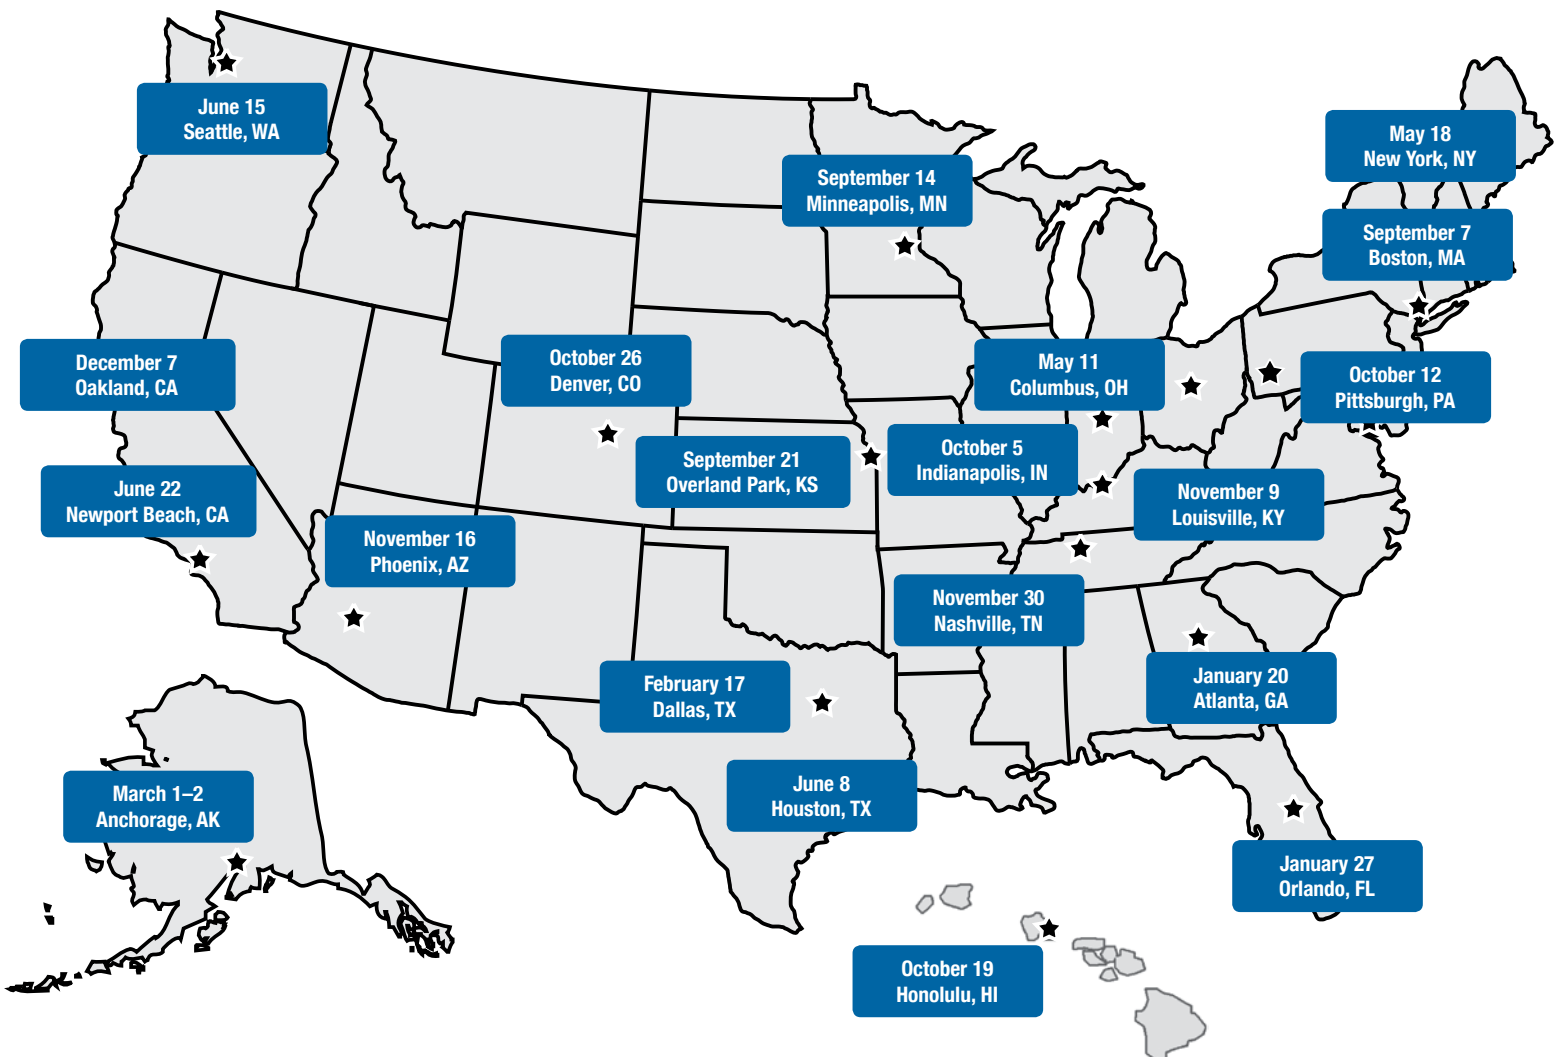 June 15
Seattle, WA
May 18
New York, NY
September 14
Minneapolis, MN
September 7
Boston, MA
December 7
Oakland, CA
October 26
Denver, CO
May 11
Columbus, OH
October 12
Pittsburgh, PA
September 21
Overland Park, KS
October 5
Indianapolis, IN
June 22
Newport Beach, CA
November 9
Louisville, KY
November 16
Phoenix, AZ
November 30
Nashville, TN
February 17
Dallas, TX
January 20
Atlanta, GA
March 1–2
Anchorage, AK
June 8
Houston, TX
January 27
Orlando, FL
October 19
Honolulu, HI